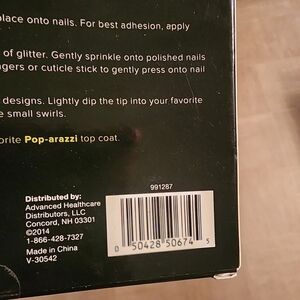 place onto nails. For best adhesion, apply
of glitter. Gently sprinkle onto polished nails
ngers or cuticle stick to gently press onto nail
designs. Lightly dip the tip into your favorite
e small swirls.
orite Pop-arazzi top coat.
Distributed by:
Advanced Healthcare
Distributors, LLC
Concord, NH 03301
©2014
1-866-428-7327
Made in China
V-30542
991287
0 50428 50674 5